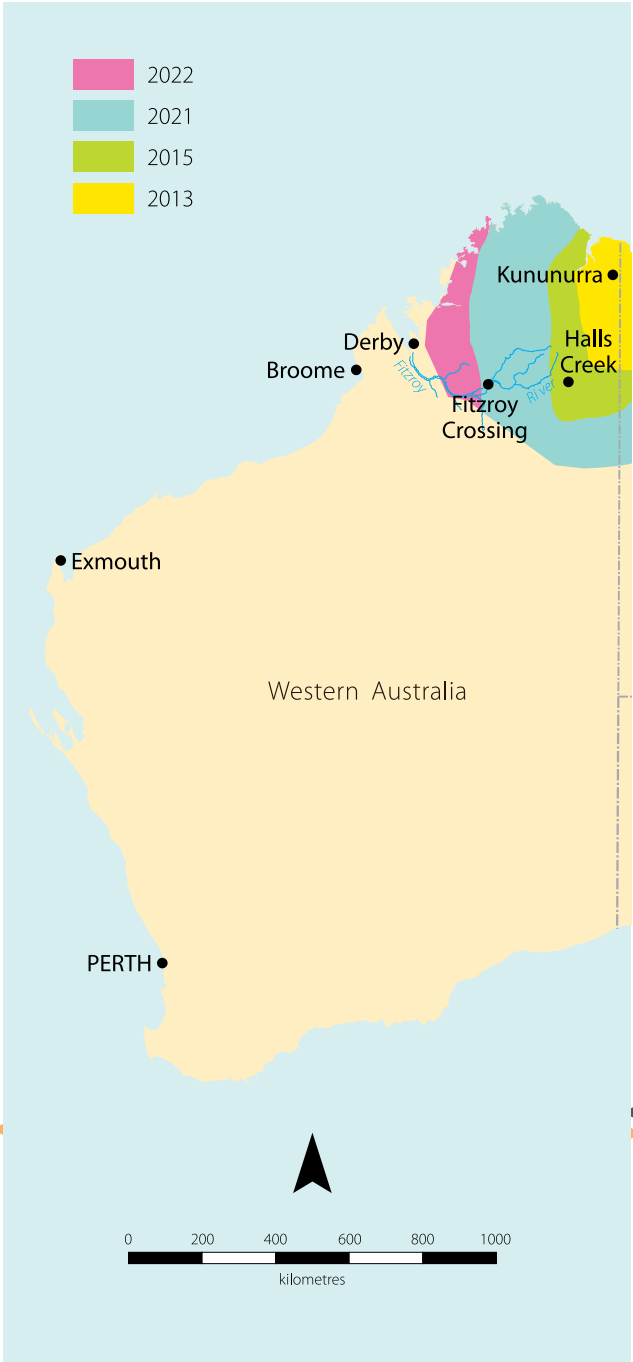 2022
2021
2015
2013
Kununurra
Derby
Halls
Creek
Broome
Fitzroy
River
Fitzroy
Crossing
Exmouth
Western Australia
PERTH
0 200 400 600 800 1000
kilometres